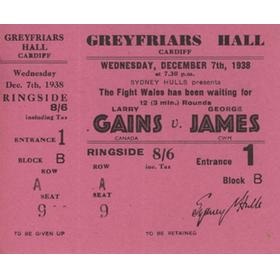 GREYFRIARS
HALL
CARDIFF
Wednesday
Dec. 7th, 1938
RINGSIDE
8/6
including Tax
ENTRANCE 1
BLOCK B
ROW
A
SEAT
9
TO BE GIVEN UP
GREYFRIARS HALL
CARDIFF
WEDNESDAY, DECEMBER 7th, 1938
at 7.30 p.m.
SYDNEY HULLS presents
The Fight Wales has been waiting for
12 (3 min.) Rounds
LARRY GEORGE
GAINS v. JAMES
CANADA CWM
RINGSIDE 8/6 inc. Tax
Entrance 1
Block B
ROW
A
SEAT
9
Sydney Hulls
TO BE RETAINED